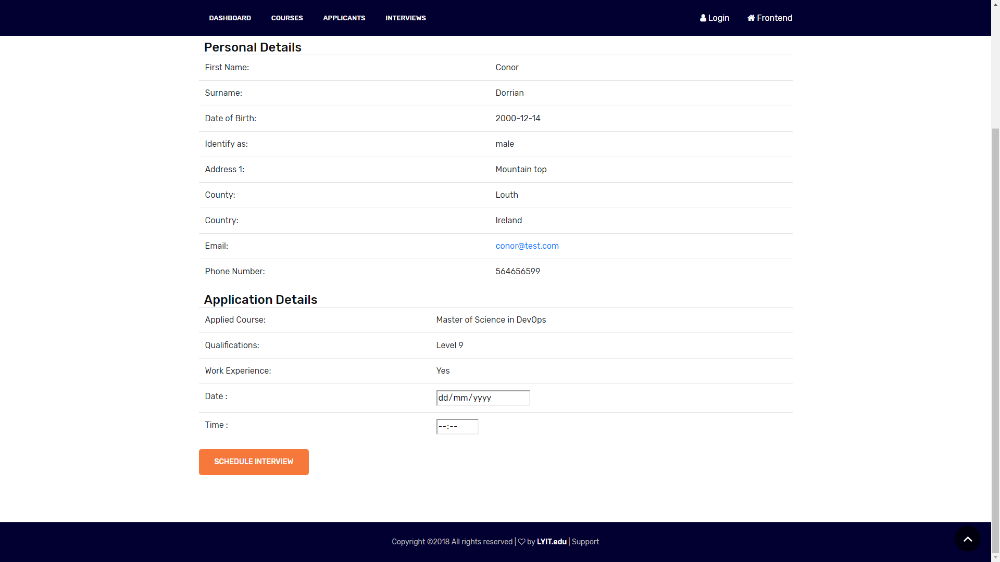 DASHBOARD COURSES APPLICANTS INTERVIEWS Login Frontend
Personal Details
First Name: Conor
Surname: Dorrian
Date of Birth: 2000-12-14
Identify as: male
Address 1: Mountain top
County: Louth
Country: Ireland
Email: conor@test.com
Phone Number: 564656599
Application Details
Applied Course: Master of Science in DevOps
Qualifications: Level 9
Work Experience: Yes
Date : dd/mm/yyyy
Time : --:--
SCHEDULE INTERVIEW
Copyright ©2018 All rights reserved | ♡ by LYIT.edu | Support